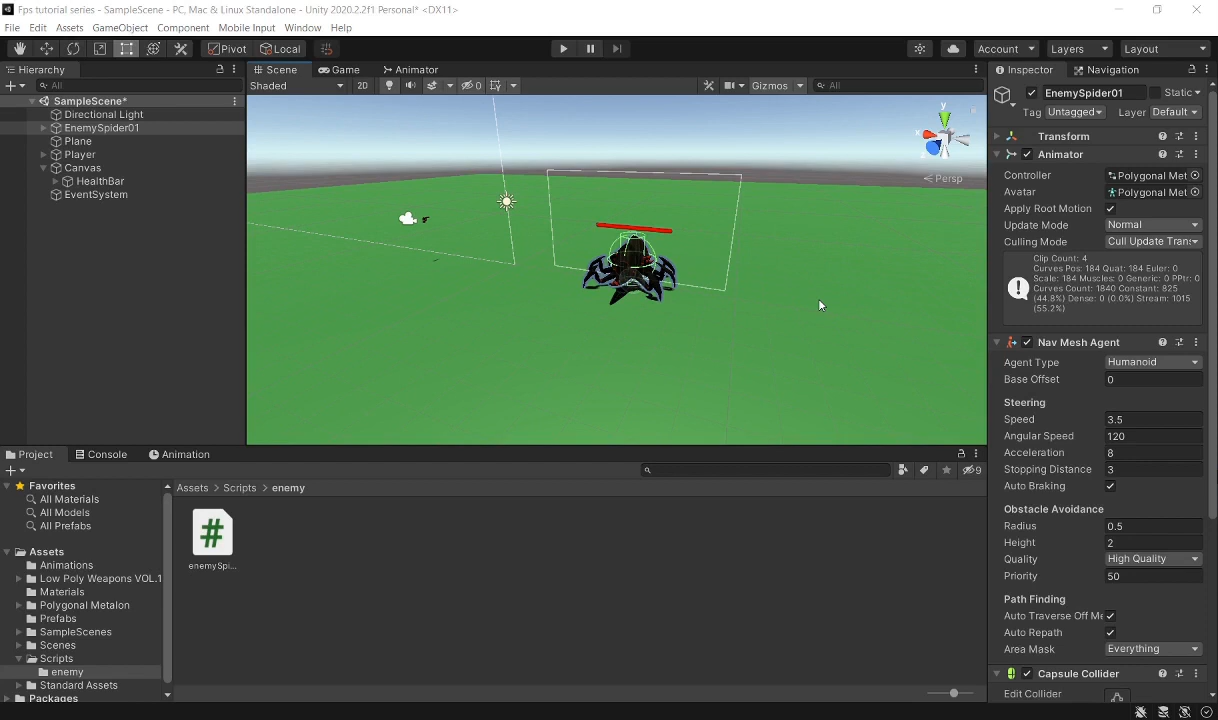 Fps tutorial series - SampleScene - PC, Mac & Linux Standalone - Unity 2020.2.2f1 Personal* <DX11>
File Edit Assets GameObject Component Mobile Input Window Help
Pivot Local Account Layers Layout
Hierarchy
All
SampleScene*
Directional Light
EnemySpider01
Plane
Player
Canvas
HealthBar
EventSystem
Scene Game Animator
Shaded 2D 0 Gizmos All
y
x
Persp
Inspector Navigation
EnemySpider01 Static
Tag Untagged Layer Default
Transform
Animator
Controller Polygonal Met
Avatar Polygonal Met
Apply Root Motion
Update Mode Normal
Culling Mode Cull Update Trans
Clip Count: 4
Curves Pos: 184 Quat: 184 Euler: 0
Scale: 184 Muscles: 0 Generic: 0 PPtr: 0
Curves Count: 1840 Constant: 825
(44.8%) Dense: 0 (0.0%) Stream: 1015
(55.2%)
Nav Mesh Agent
Agent Type Humanoid
Base Offset 0
Steering
Speed 3.5
Angular Speed 120
Acceleration 8
Stopping Distance 3
Auto Braking
Obstacle Avoidance
Radius 0.5
Height 2
Quality High Quality
Priority 50
Path Finding
Auto Traverse Off Me
Auto Repath
Area Mask Everything
Capsule Collider
Edit Collider
Project Console Animation
9
Favorites
All Materials
All Models
All Prefabs
Assets
Animations
Low Poly Weapons VOL.1
Materials
Polygonal Metalon
Prefabs
SampleScenes
Scenes
Scripts
enemy
Standard Assets
Packages
Assets > Scripts > enemy
#
enemySpi...